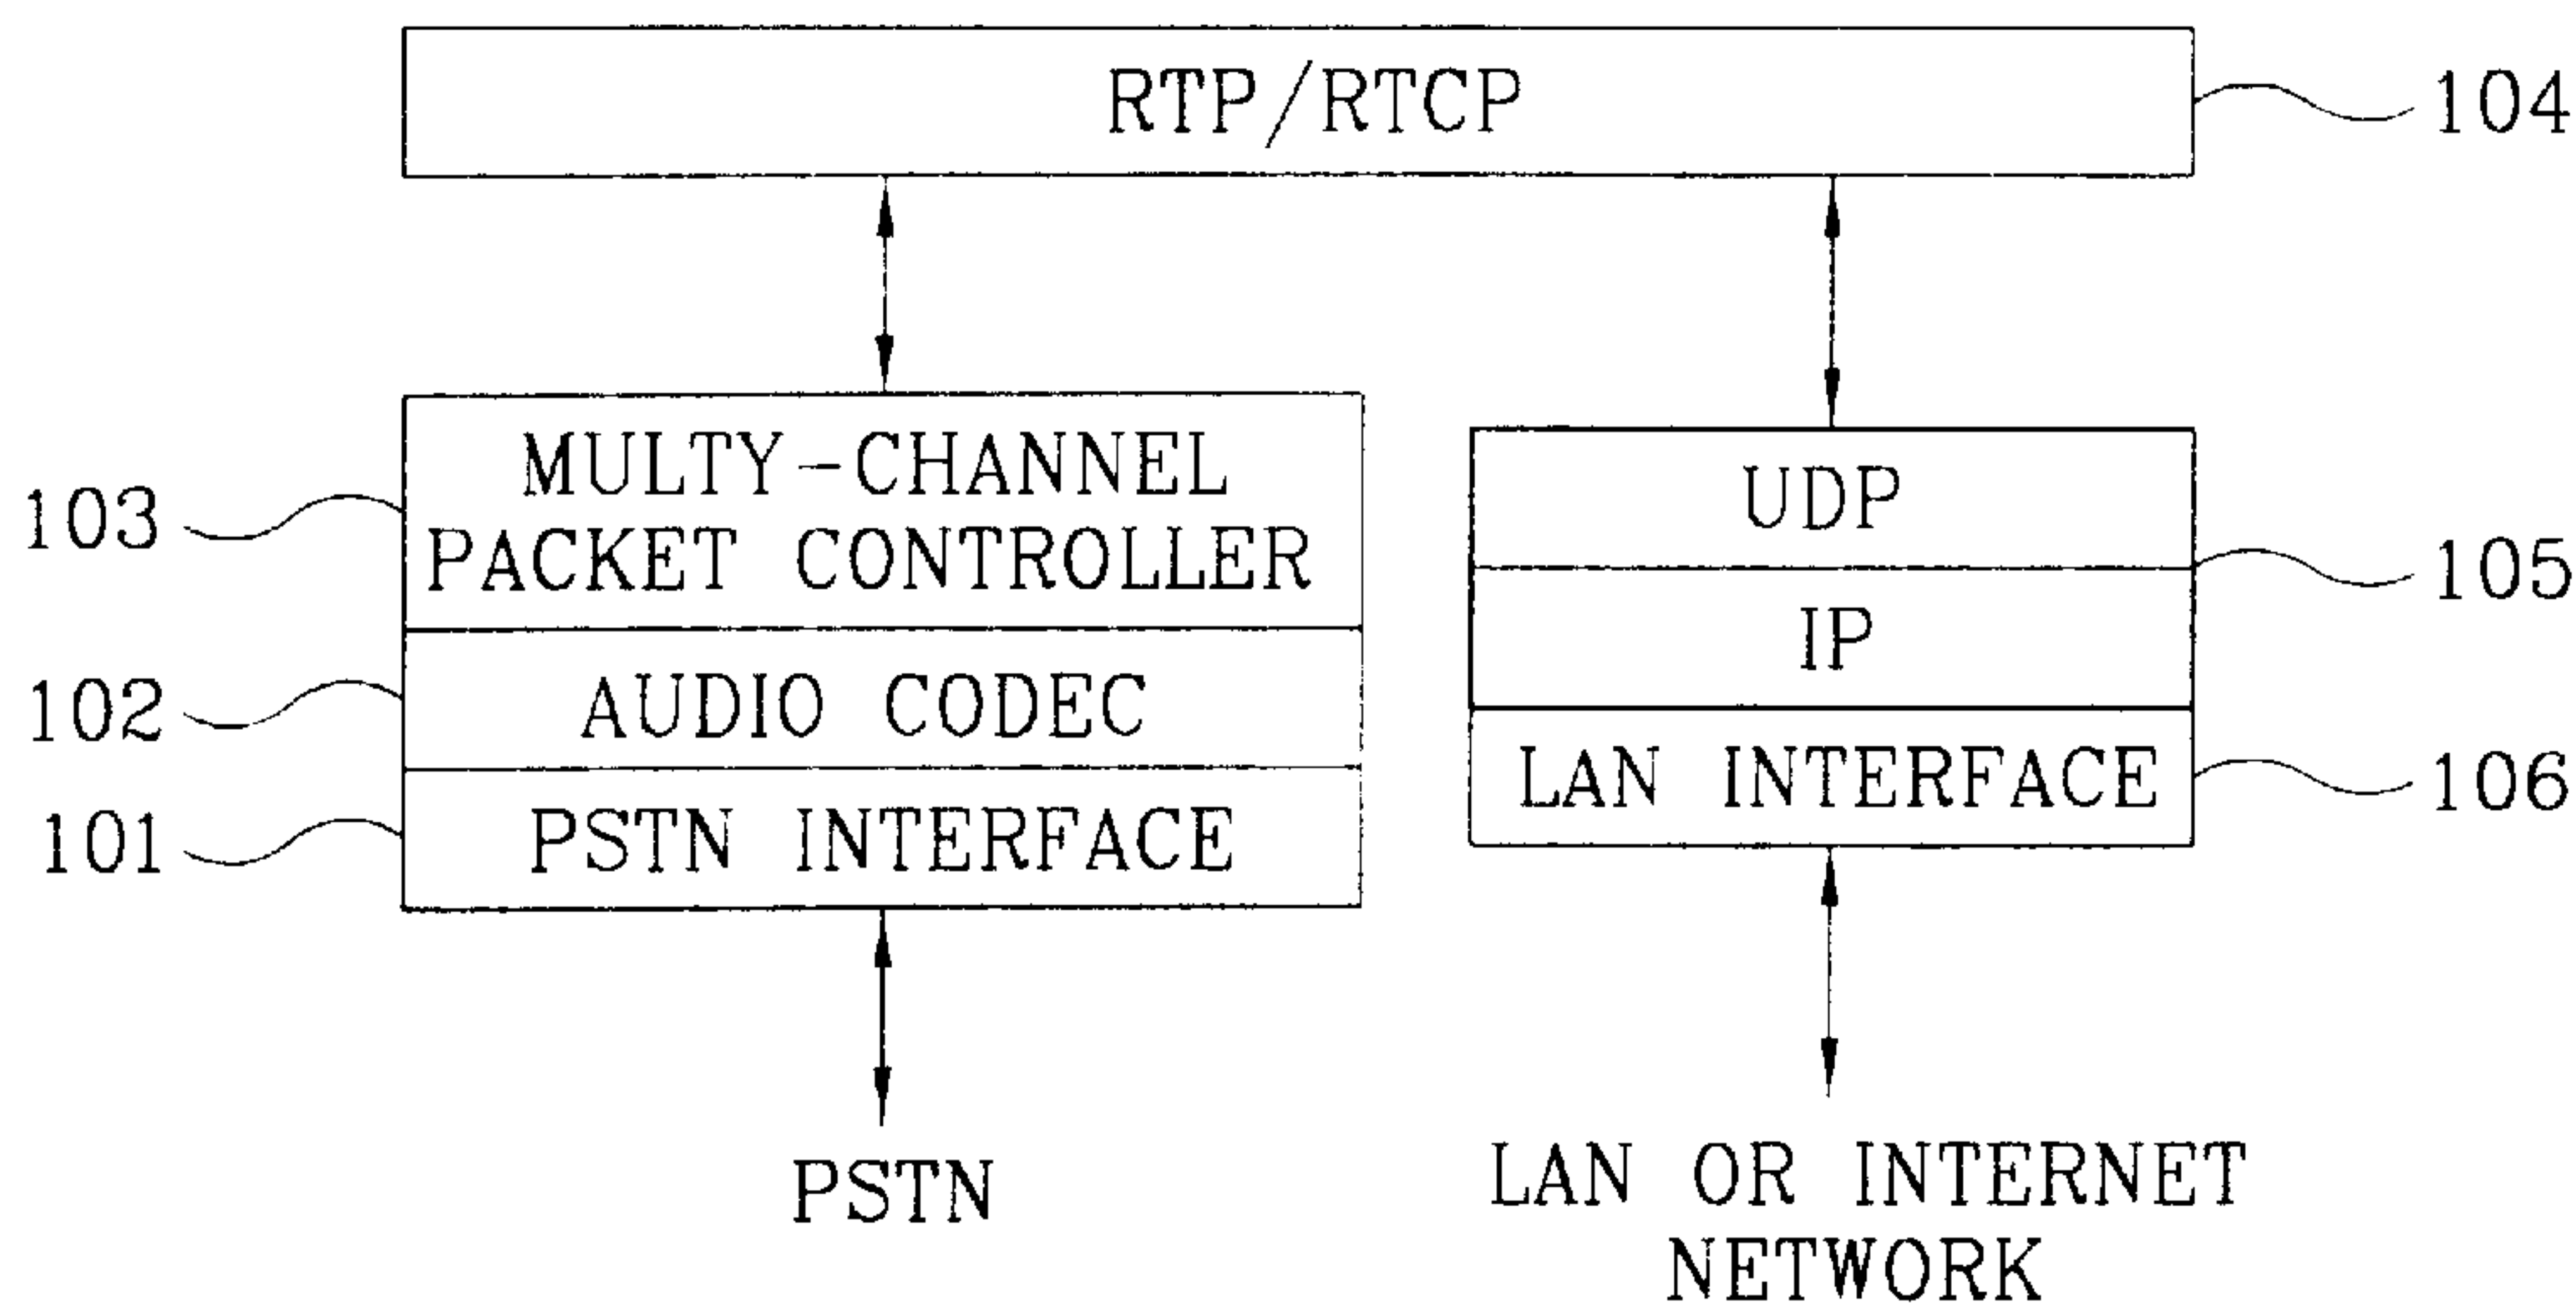 RTP/RTCP
104
MULTY-CHANNEL
PACKET CONTROLLER
103
AUDIO CODEC
102
PSTN INTERFACE
101
UDP
IP
105
LAN INTERFACE
106
PSTN
LAN OR INTERNET
NETWORK